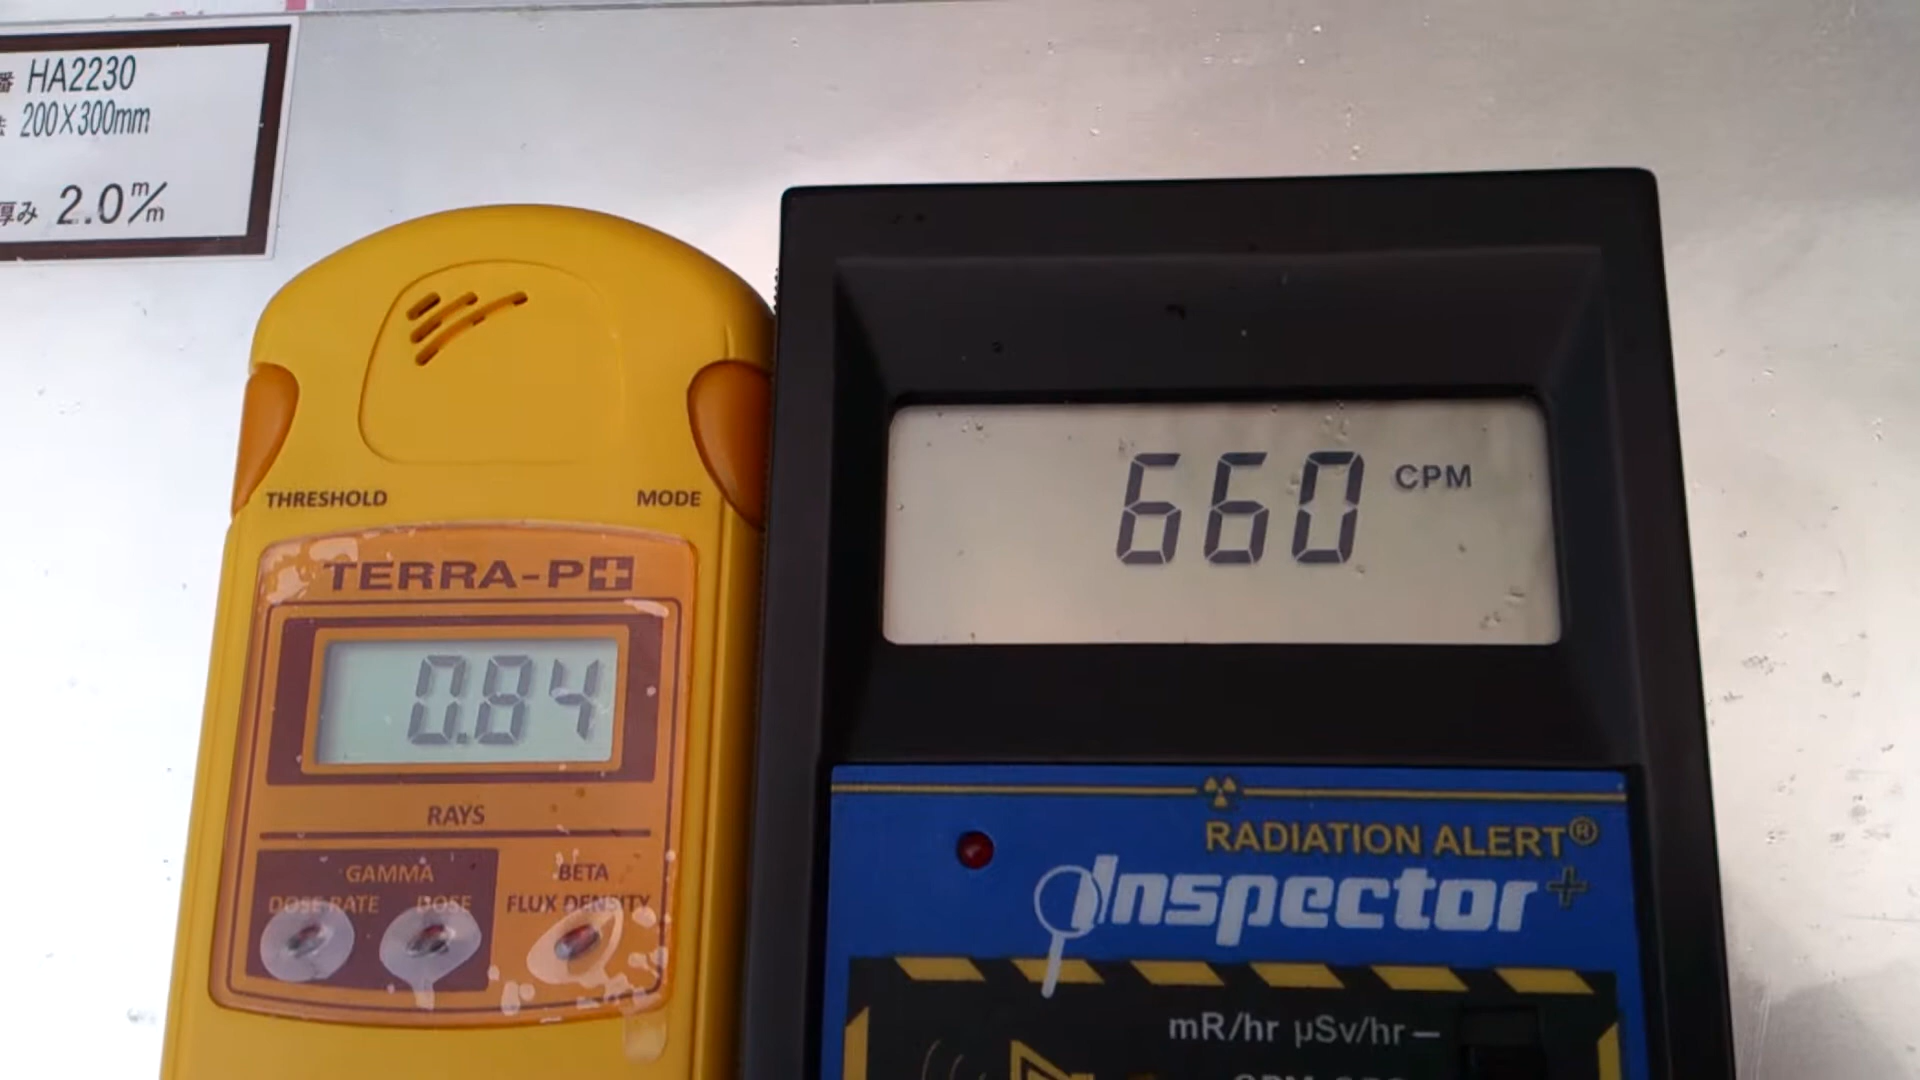 番 HA2230
法 200X300mm
厚み 2.0 m/m
THRESHOLD
MODE
TERRA-P+
0.84
RAYS
GAMMA
DOSE RATE
DOSE
BETA
FLUX DENSITY
660 CPM
RADIATION ALERT®
Inspector+
mR/hr µSv/hr